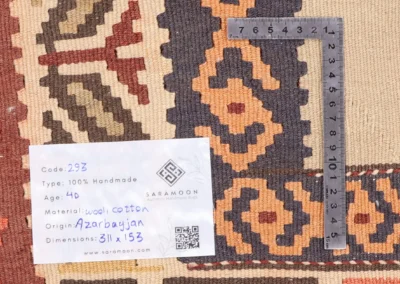 7 6 5 4 3 2 1
1 2 3 4 5 6 7 8 9 10 1 2 3 4 5
Code: 293
Type: 100% Handmade
Age: 40
Material: wool, cotton
Origin: Azarbayjan
Dimensions: 311 x 153
SARAMOON
www.saramoon.com